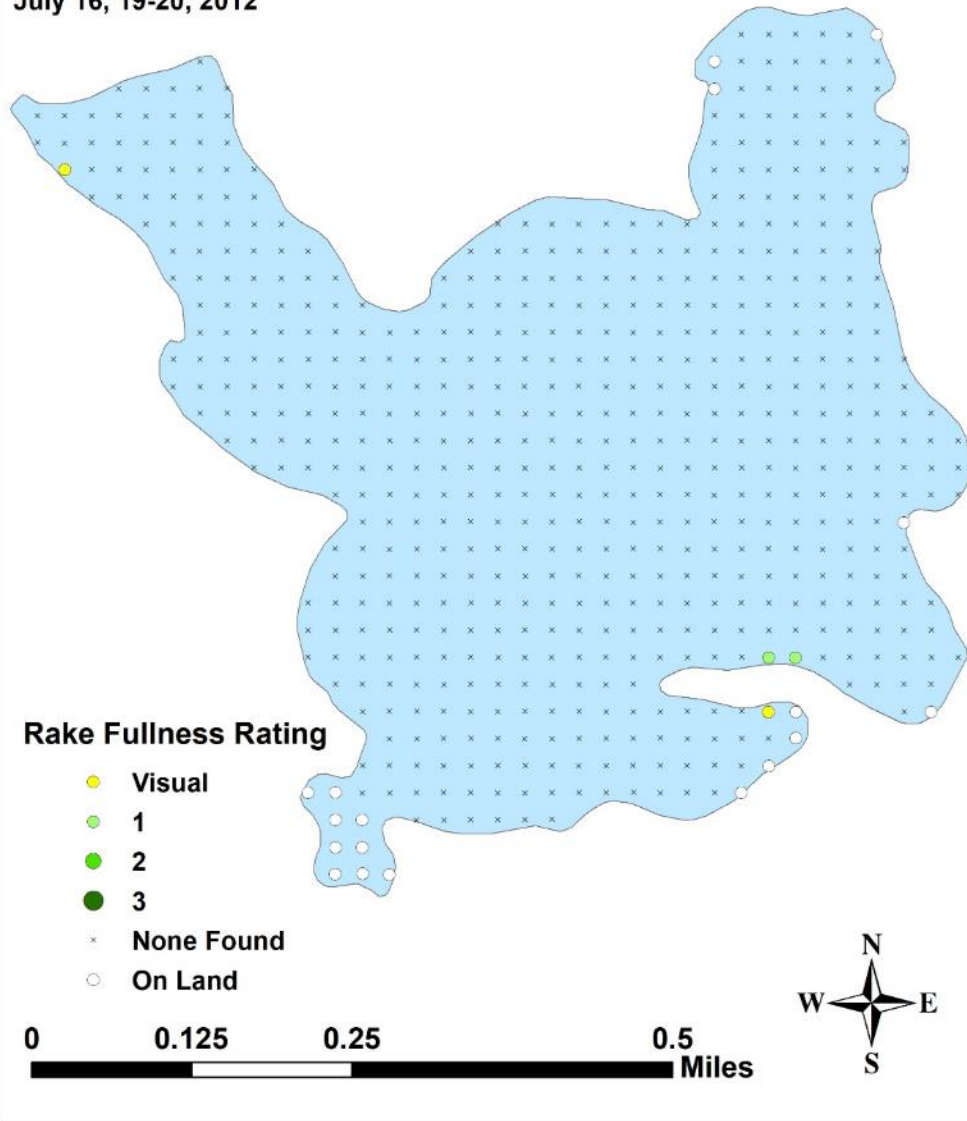 July 16, 19-20, 2012
Rake Fullness Rating
Visual
1
2
3
None Found
On Land
N
W E
S
0 0.125 0.25 0.5
Miles